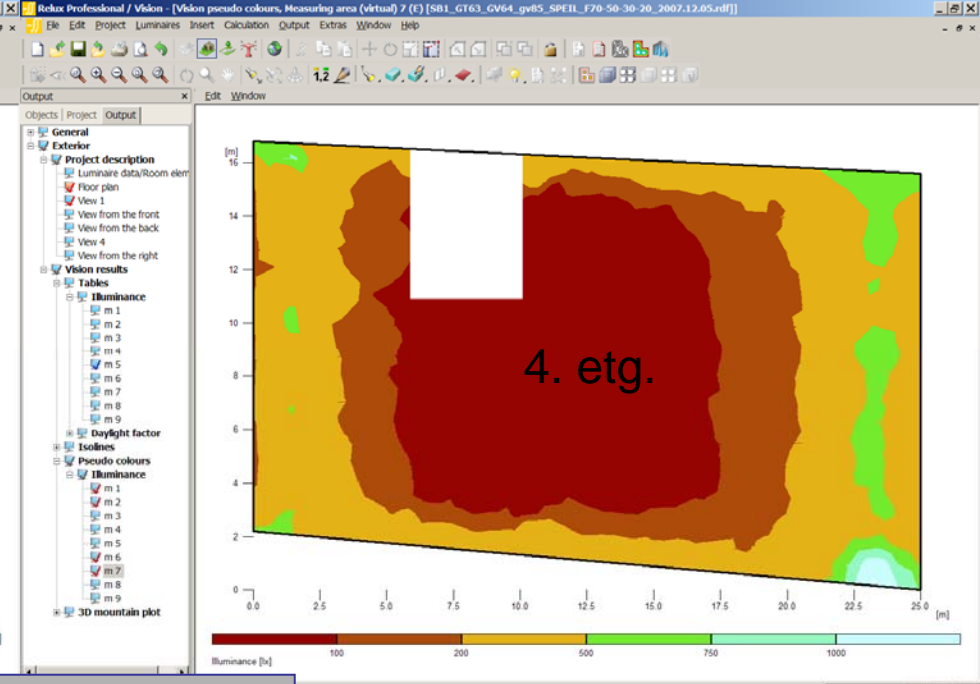 Relux Professional / Vision - [Vision pseudo colours, Measuring area (virtual) 7 (E) [SB1_GT63_GV64_gv85_SPEIL_F70-50-30-20_2007.12.05.rdf]]
File Edit Project Luminaires Insert Calculation Output Extras Window Help
1,2
Output
Edit Window
Objects Project Output
General
Exterior
Project description
Luminaire data/Room elem
Floor plan
View 1
View from the front
View from the back
View 4
View from the right
Vision results
Tables
Illuminance
m 1
m 2
m 3
m 4
m 5
m 6
m 7
m 8
m 9
Daylight factor
Isolines
Pseudo colours
Illuminance
m 1
m 2
m 3
m 4
m 5
m 6
m 7
m 8
m 9
3D mountain plot
[m]
16
14
12
10
8
6
4
2
0
4. etg.
0.0 2.5 5.0 7.5 10.0 12.5 15.0 17.5 20.0 22.5 25.0
[m]
100 200 500 750 1000
Illuminance [lx]